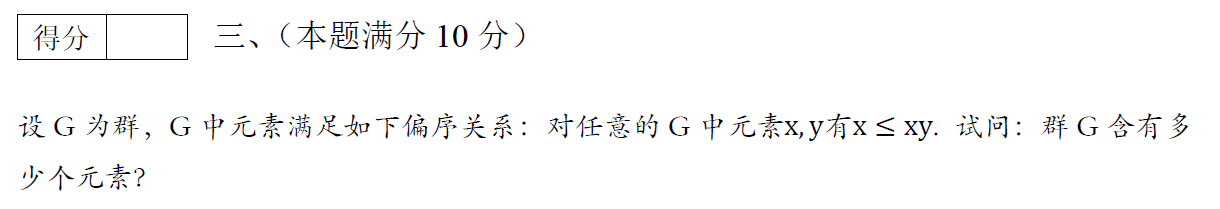 得分 三、(本题满分 10 分)
设 G 为群，G 中元素满足如下偏序关系：对任意的 G 中元素x, y有x ≤ xy. 试问：群 G 含有多
少个元素?